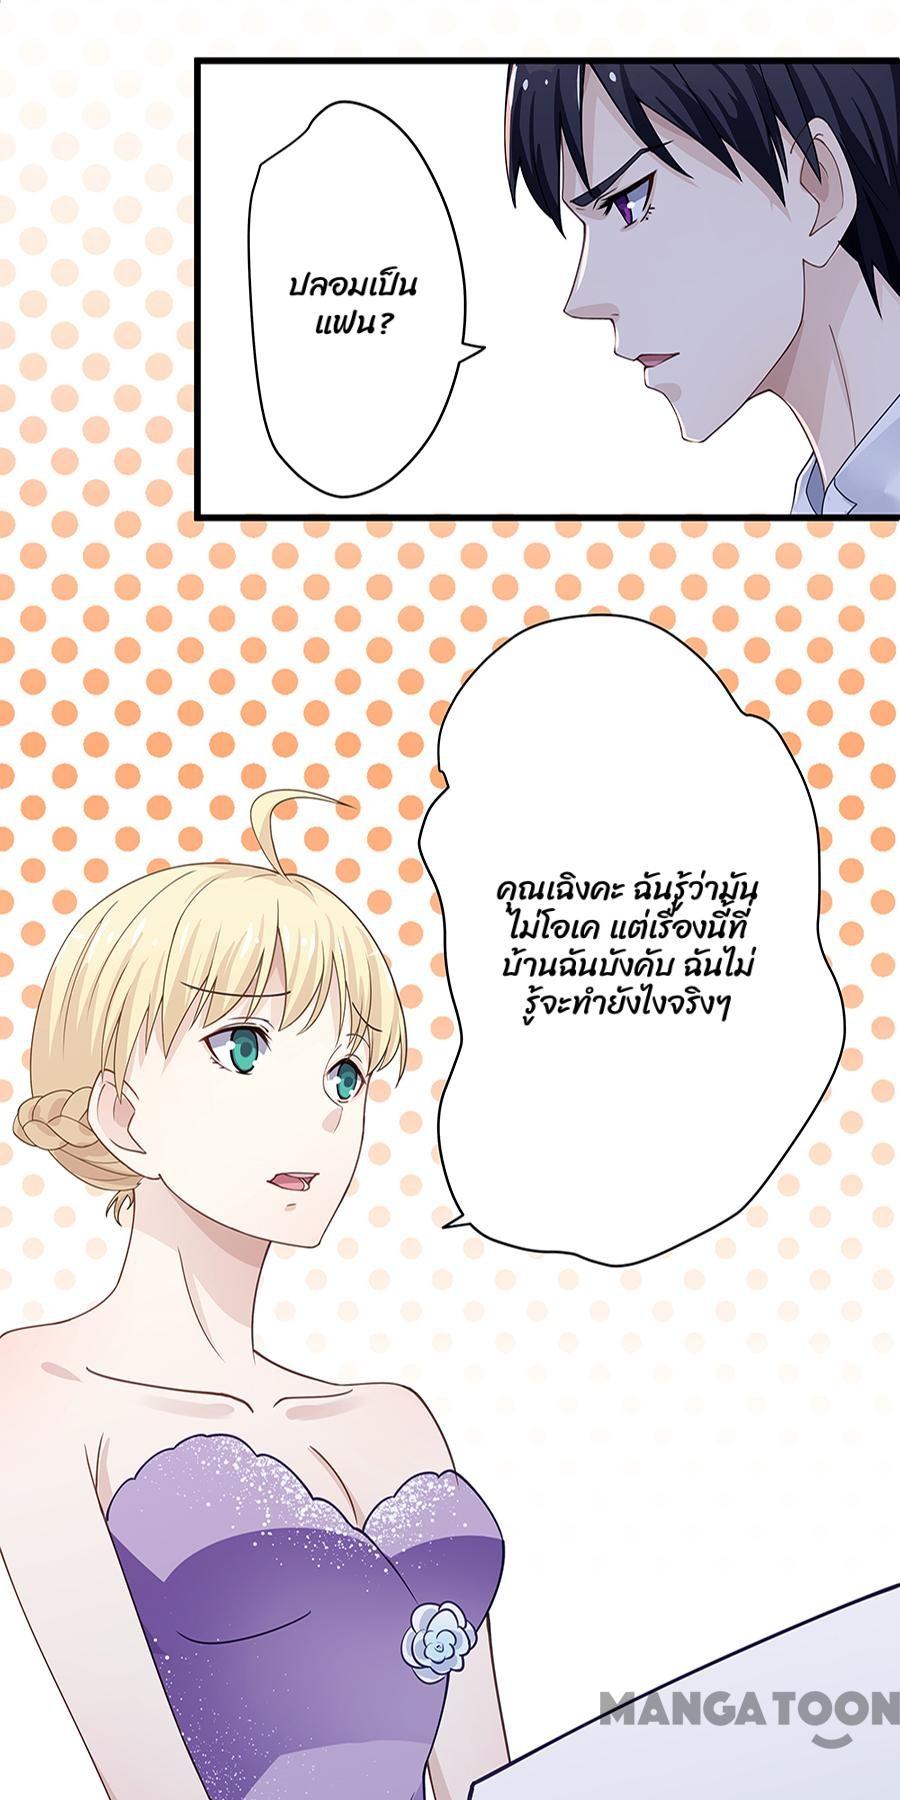 ปลอมเป็น
แฟน?
คุณเฉิงคะ ฉันรู้ว่ามัน
ไม่โอเค แต่เรื่องนี้ที่
บ้านฉันบังคับ ฉันไม่
รู้จะทำยังไงจริงๆ
MANGATOON